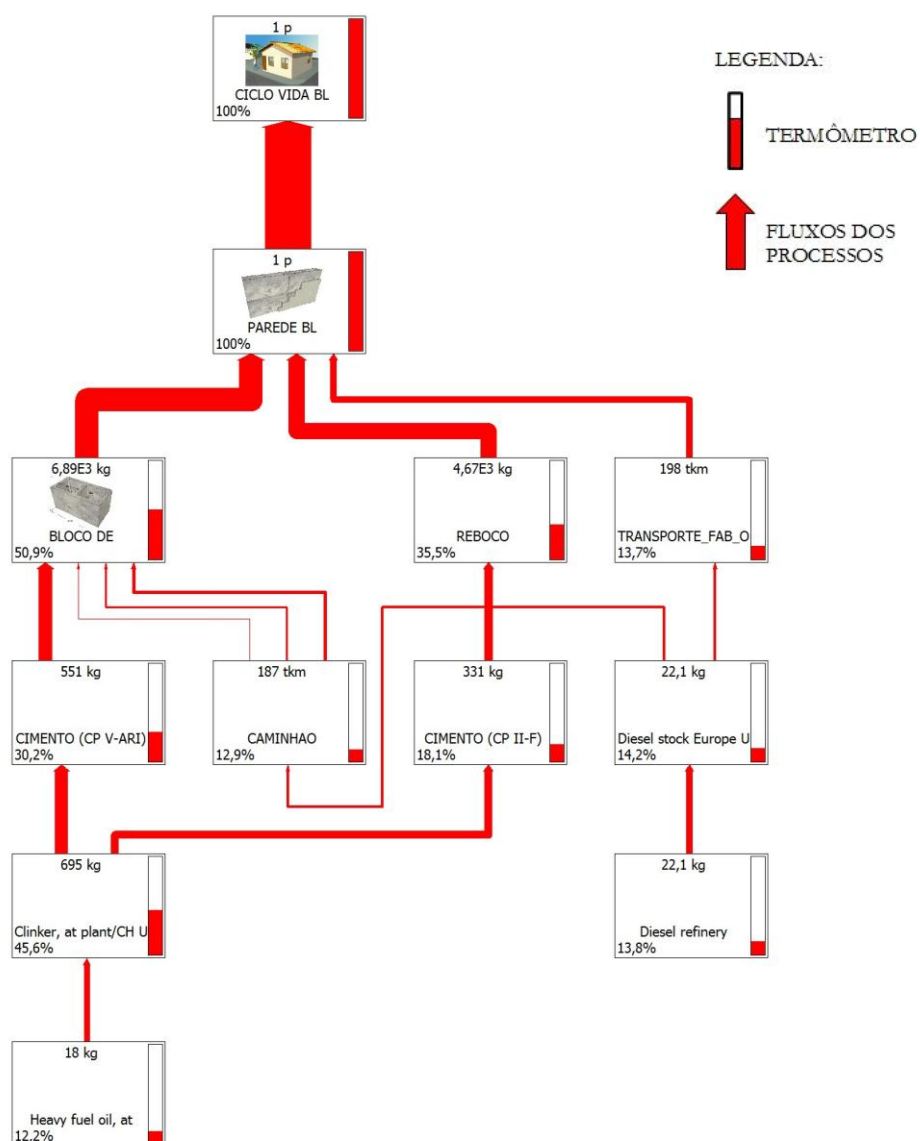 1 p
CICLO VIDA BL
100%
LEGENDA:
TERMÔMETRO
FLUXOS DOS
PROCESSOS
1 p
PAREDE BL
100%
6,89E3 kg
BLOCO DE
50,9%
4,67E3 kg
REBOCO
35,5%
198 tkm
TRANSPORTE_FAB_O
13,7%
551 kg
CIMENTO (CP V-ARI)
30,2%
187 tkm
CAMINHAO
12,9%
331 kg
CIMENTO (CP II-F)
18,1%
22,1 kg
Diesel stock Europe U
14,2%
695 kg
Clinker, at plant/CH U
45,6%
22,1 kg
Diesel refinery
13,8%
18 kg
Heavy fuel oil, at
12,2%